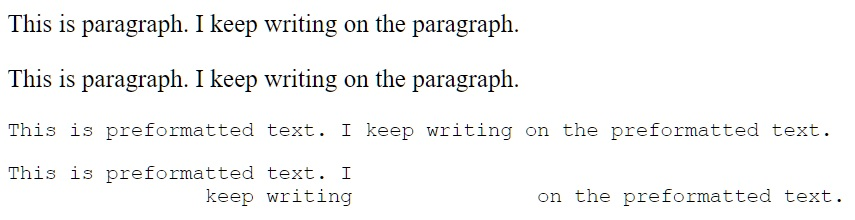 This is paragraph. I keep writing on the paragraph.
This is paragraph. I keep writing on the paragraph.
This is preformatted text. I keep writing on the preformatted text.
This is preformatted text. I
                keep writing               on the preformatted text.